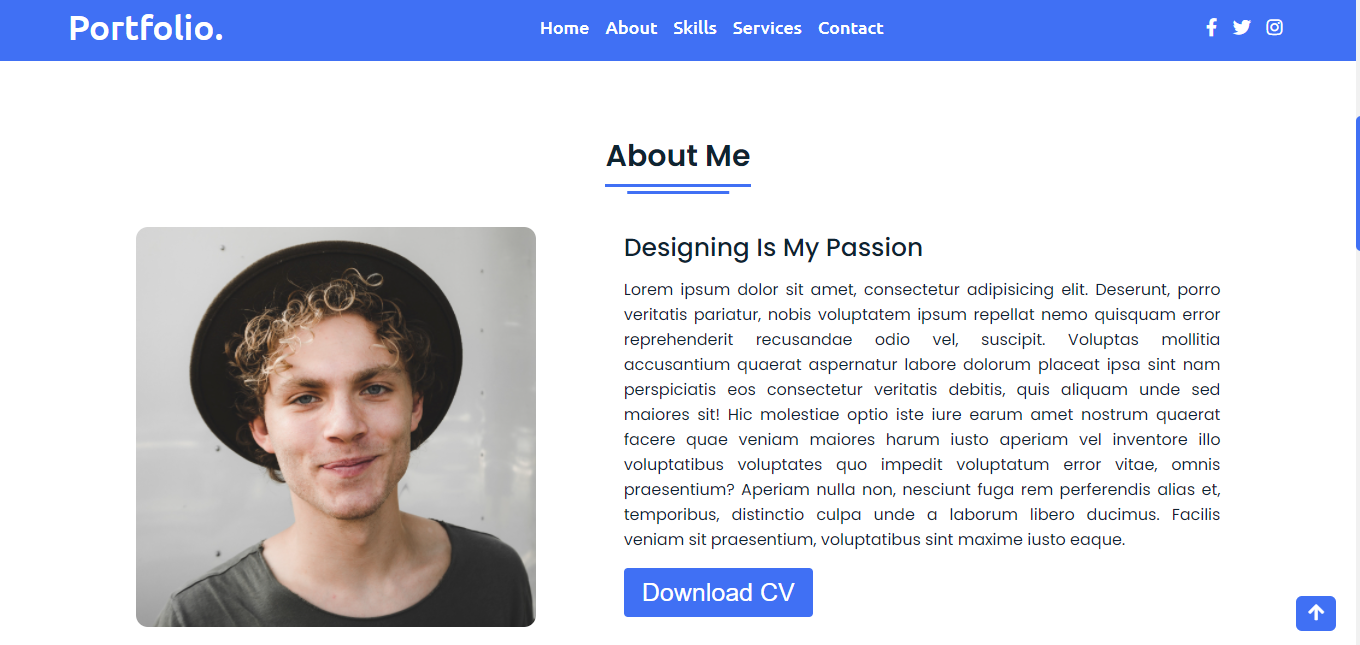 Portfolio.
Home About Skills Services Contact
About Me
Designing Is My Passion
Lorem ipsum dolor sit amet, consectetur adipisicing elit. Deserunt, porro
veritatis pariatur, nobis voluptatem ipsum repellat nemo quisquam error
reprehenderit recusandae odio vel, suscipit. Voluptas mollitia
accusantium quaerat aspernatur labore dolorum placeat ipsa sint nam
perspiciatis eos consectetur veritatis debitis, quis aliquam unde sed
maiores sit! Hic molestiae optio iste iure earum amet nostrum quaerat
facere quae veniam maiores harum iusto aperiam vel inventore illo
voluptatibus voluptates quo impedit voluptatum error vitae, omnis
praesentium? Aperiam nulla non, nesciunt fuga rem perferendis alias et,
temporibus, distinctio culpa unde a laborum libero ducimus. Facilis
veniam sit praesentium, voluptatibus sint maxime iusto eaque.
Download CV